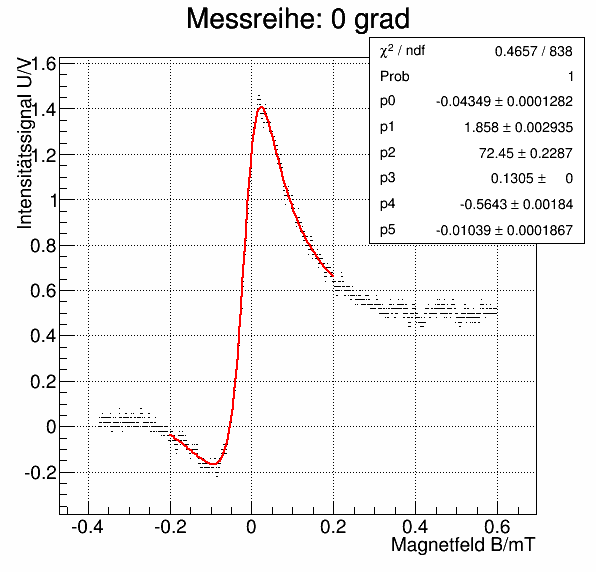 Messreihe: 0 grad
χ² / ndf 0.4657 / 838
Prob 1
p0 -0.04349 ± 0.0001282
p1 1.858 ± 0.002935
p2 72.45 ± 0.2287
p3 0.1305 ± 0
p4 -0.5643 ± 0.00184
p5 -0.01039 ± 0.0001867
Intensitätssignal U/V
1.6
1.4
1.2
1
0.8
0.6
0.4
0.2
0
-0.2
-0.4 -0.2 0 0.2 0.4 0.6
Magnetfeld B/mT